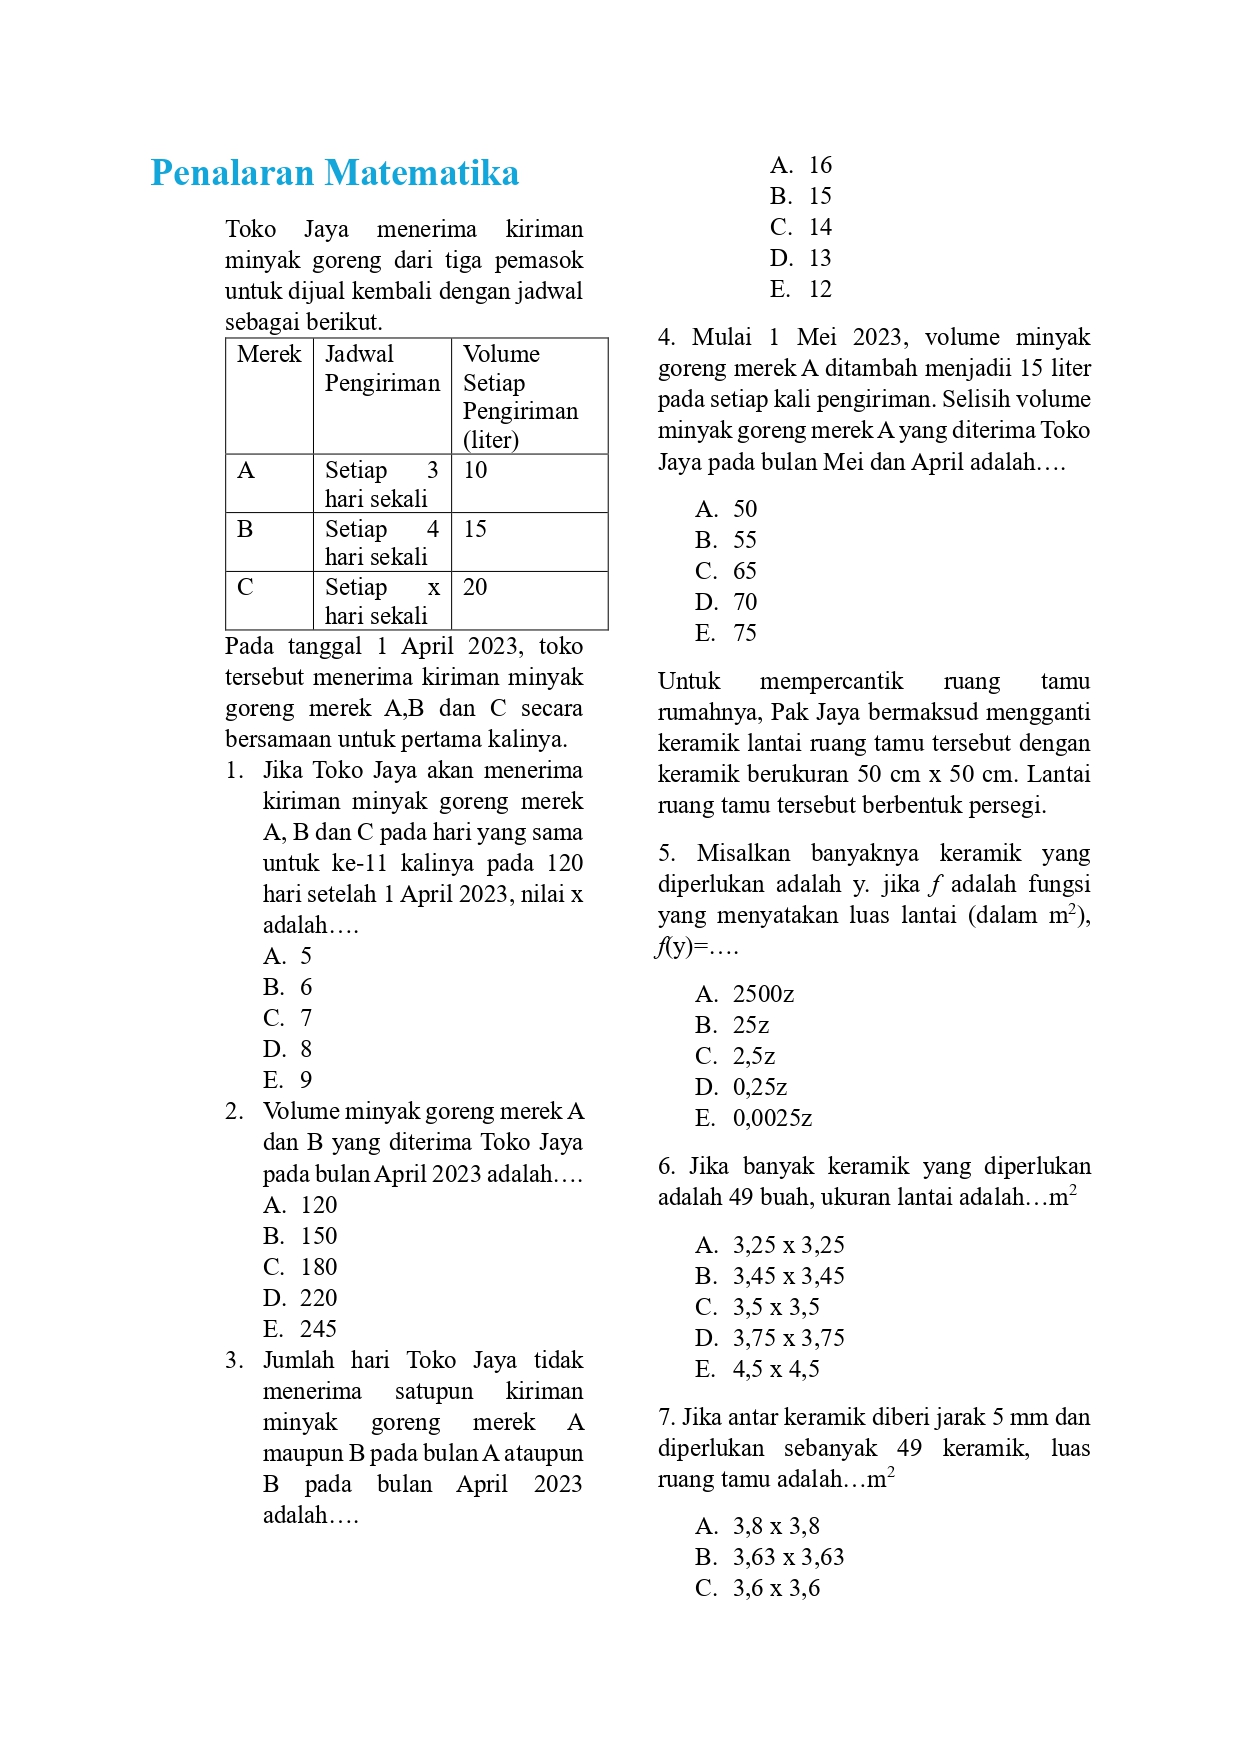 Penalaran Matematika
Toko Jaya menerima kiriman
minyak goreng dari tiga pemasok
untuk dijual kembali dengan jadwal
sebagai berikut.
Merek Jadwal Pengiriman Volume Setiap Pengiriman (liter)
A Setiap 3 hari sekali 10
B Setiap 4 hari sekali 15
C Setiap x hari sekali 20
Pada tanggal 1 April 2023, toko
tersebut menerima kiriman minyak
goreng merek A,B dan C secara
bersamaan untuk pertama kalinya.
1. Jika Toko Jaya akan menerima
kiriman minyak goreng merek
A, B dan C pada hari yang sama
untuk ke-11 kalinya pada 120
hari setelah 1 April 2023, nilai x
adalah….
A. 5
B. 6
C. 7
D. 8
E. 9
2. Volume minyak goreng merek A
dan B yang diterima Toko Jaya
pada bulan April 2023 adalah….
A. 120
B. 150
C. 180
D. 220
E. 245
3. Jumlah hari Toko Jaya tidak
menerima satupun kiriman
minyak goreng merek A
maupun B pada bulan A ataupun
B pada bulan April 2023
adalah….
A. 16
B. 15
C. 14
D. 13
E. 12
4. Mulai 1 Mei 2023, volume minyak
goreng merek A ditambah menjadii 15 liter
pada setiap kali pengiriman. Selisih volume
minyak goreng merek A yang diterima Toko
Jaya pada bulan Mei dan April adalah….
A. 50
B. 55
C. 65
D. 70
E. 75
Untuk mempercantik ruang tamu
rumahnya, Pak Jaya bermaksud mengganti
keramik lantai ruang tamu tersebut dengan
keramik berukuran 50 cm x 50 cm. Lantai
ruang tamu tersebut berbentuk persegi.
5. Misalkan banyaknya keramik yang
diperlukan adalah y. jika f adalah fungsi
yang menyatakan luas lantai (dalam m²),
f(y)=….
A. 2500z
B. 25z
C. 2,5z
D. 0,25z
E. 0,0025z
6. Jika banyak keramik yang diperlukan
adalah 49 buah, ukuran lantai adalah…m²
A. 3,25 x 3,25
B. 3,45 x 3,45
C. 3,5 x 3,5
D. 3,75 x 3,75
E. 4,5 x 4,5
7. Jika antar keramik diberi jarak 5 mm dan
diperlukan sebanyak 49 keramik, luas
ruang tamu adalah…m²
A. 3,8 x 3,8
B. 3,63 x 3,63
C. 3,6 x 3,6